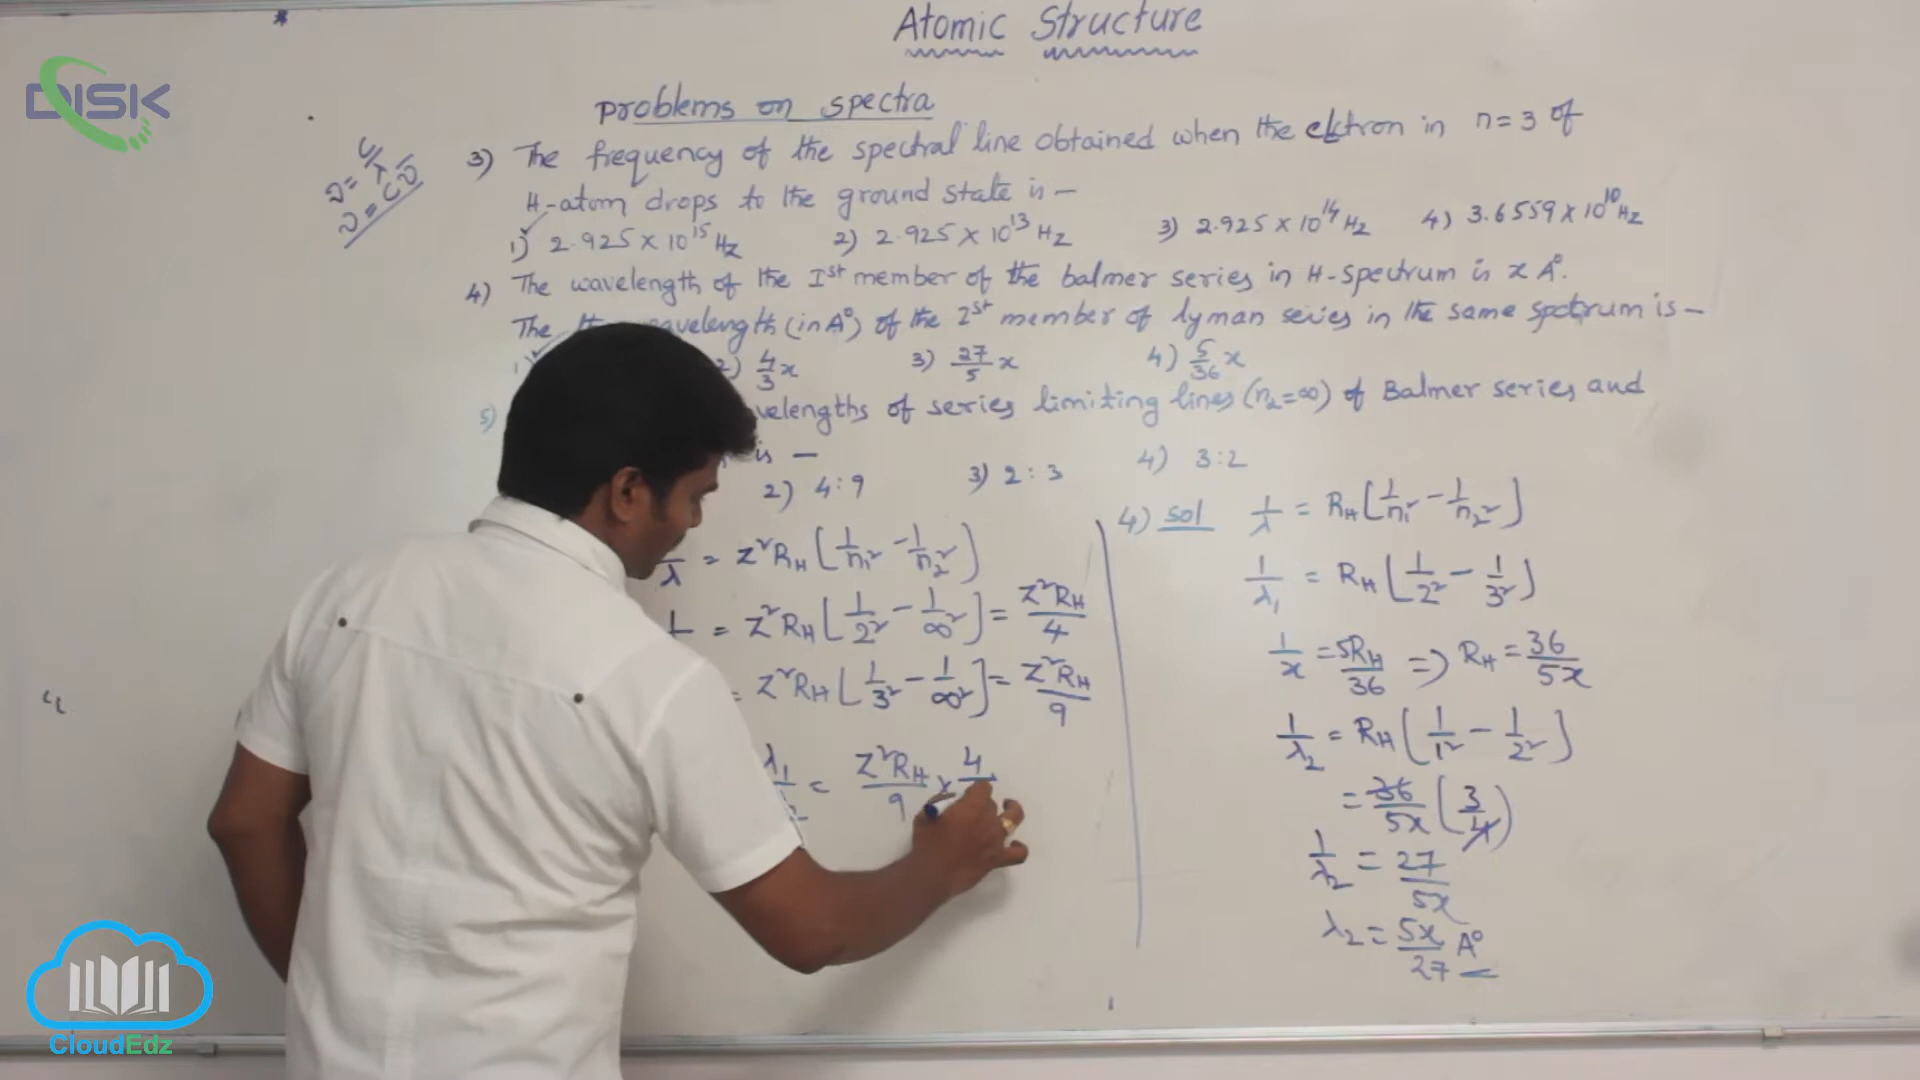 Atomic Structure
DISK
Problems on spectra
ν = C/λ
ν = C ν̅
3) The frequency of the spectral line obtained when the elctron in n = 3 of
H-atom drops to the ground state is –
1) 2.925 × 10¹⁵ Hz 2) 2.925 × 10¹³ Hz 3) 2.925 × 10¹⁴ Hz 4) 3.6559 × 10¹⁰ Hz
4) The wavelength of the Iˢᵗ member of the balmer series in H-spectrum is x A°.
The wavelength (in A°) of the Iˢᵗ member of lyman series in the same spectrum is –
1) 2) 4/3 x 3) 27/5 x 4) 5/36 x
5) velengths of series limiting lines (n₂=∞) of Balmer series and
is –
2) 4:9 3) 2:3 4) 3:2
/λ = Z²R_H [1/n₁² – 1/n₂²]
1 = Z²R_H [1/2² – 1/∞²] = Z²R_H/4
= Z²R_H [1/3² – 1/∞²] = Z²R_H/9
λ₁/ ₂ = Z²R_H/9 × 4
4) Sol 1/λ = R_H [1/n₁² – 1/n₂²]
1/λ₁ = R_H [1/2² – 1/3²]
1/x = 5R_H/36 ⇒ R_H = 36/5x
1/λ₂ = R_H [1/1² – 1/2²]
= 36/5x (3/4)
1/λ₂ = 27/5x
λ₂ = 5x/27 A°
CloudEdz